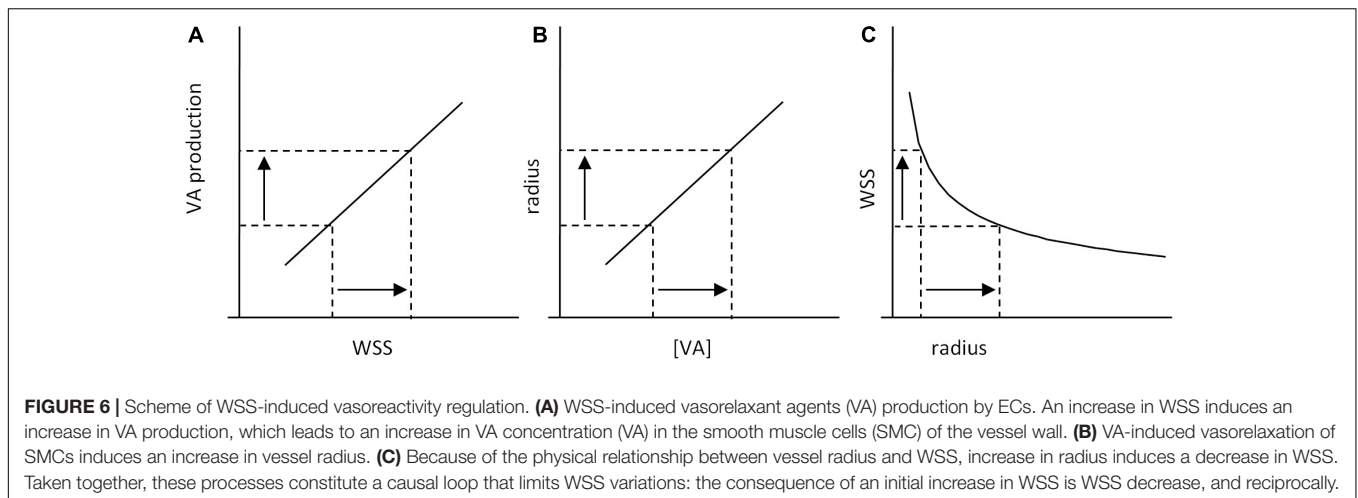 A
B
C
VA production
radius
WSS
WSS
[VA]
radius
FIGURE 6 | Scheme of WSS-induced vasoreactivity regulation. (A) WSS-induced vasorelaxant agents (VA) production by ECs. An increase in WSS induces an
increase in VA production, which leads to an increase in VA concentration (VA) in the smooth muscle cells (SMC) of the vessel wall. (B) VA-induced vasorelaxation of
SMCs induces an increase in vessel radius. (C) Because of the physical relationship between vessel radius and WSS, increase in radius induces a decrease in WSS.
Taken together, these processes constitute a causal loop that limits WSS variations: the consequence of an initial increase in WSS is WSS decrease, and reciprocally.